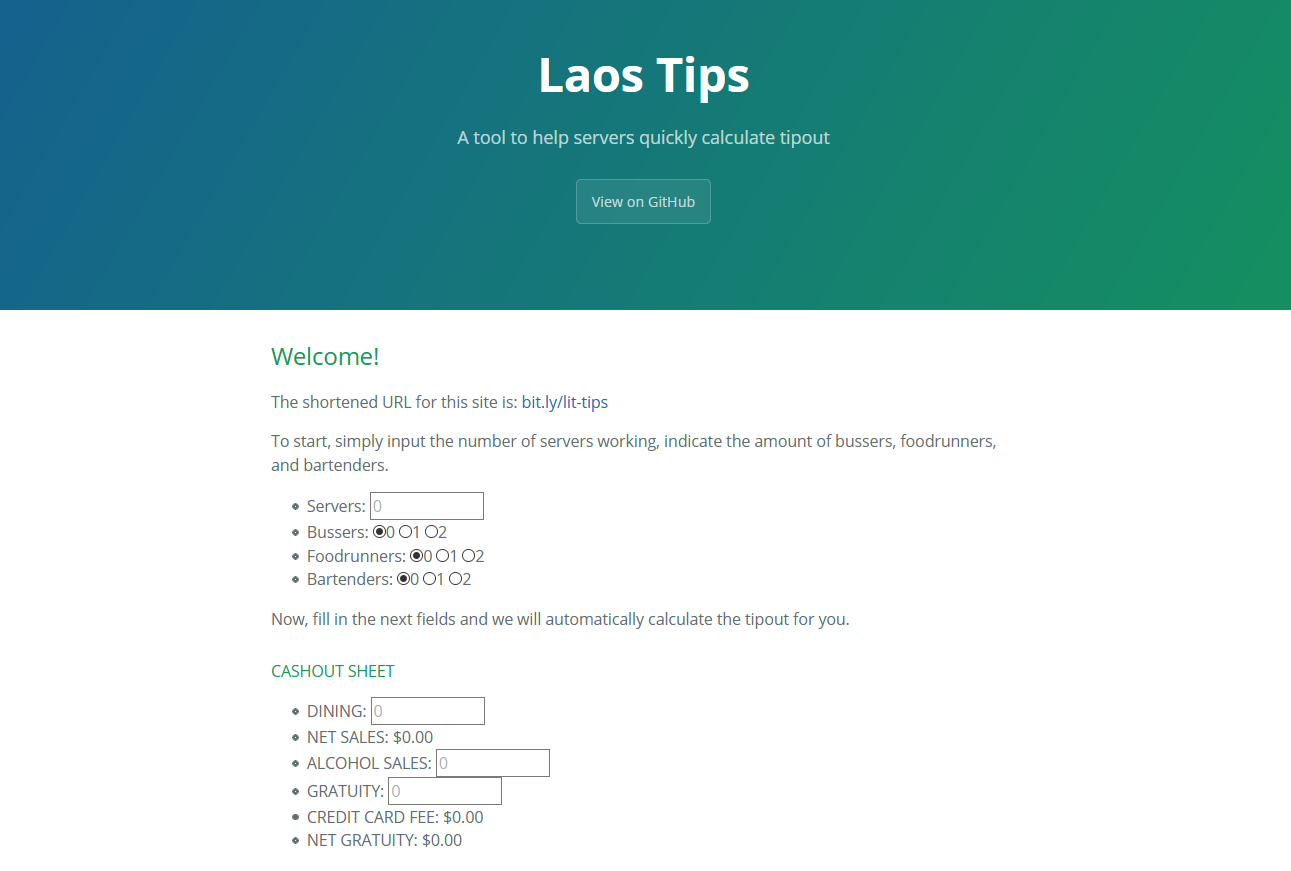 Laos Tips
A tool to help servers quickly calculate tipout
View on GitHub
Welcome!
The shortened URL for this site is: bit.ly/lit-tips
To start, simply input the number of servers working, indicate the amount of bussers, foodrunners,
and bartenders.
Servers: 0
Bussers: 0 1 2
Foodrunners: 0 1 2
Bartenders: 0 1 2
Now, fill in the next fields and we will automatically calculate the tipout for you.
CASHOUT SHEET
DINING: 0
NET SALES: $0.00
ALCOHOL SALES: 0
GRATUITY: 0
CREDIT CARD FEE: $0.00
NET GRATUITY: $0.00